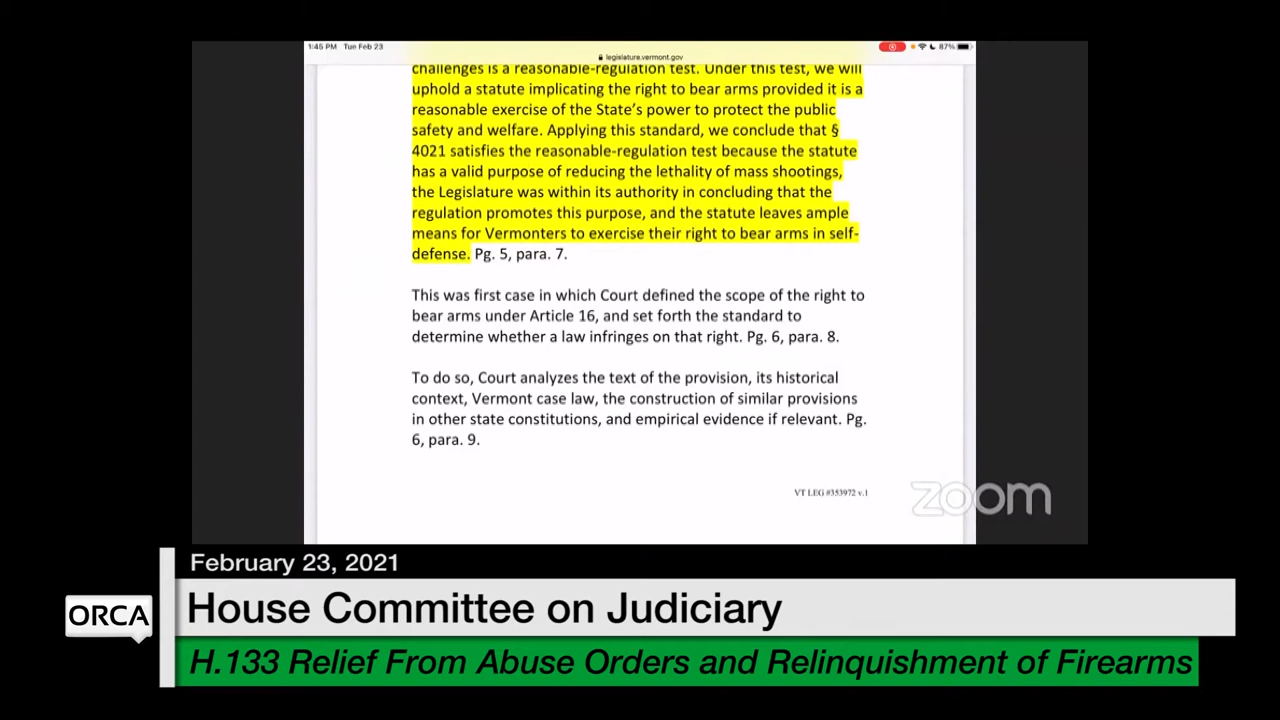 1:45 PM Tue Feb 23
87%
legislature.vermont.gov
challenges is a reasonable-regulation test. Under this test, we will
uphold a statute implicating the right to bear arms provided it is a
reasonable exercise of the State's power to protect the public
safety and welfare. Applying this standard, we conclude that §
4021 satisfies the reasonable-regulation test because the statute
has a valid purpose of reducing the lethality of mass shootings,
the Legislature was within its authority in concluding that the
regulation promotes this purpose, and the statute leaves ample
means for Vermonters to exercise their right to bear arms in self-
defense. Pg. 5, para. 7.
This was first case in which Court defined the scope of the right to
bear arms under Article 16, and set forth the standard to
determine whether a law infringes on that right. Pg. 6, para. 8.
To do so, Court analyzes the text of the provision, its historical
context, Vermont case law, the construction of similar provisions
in other state constitutions, and empirical evidence if relevant. Pg.
6, para. 9.
VT LEG #353972 v.1
zoom
February 23, 2021
ORCA
House Committee on Judiciary
H.133 Relief From Abuse Orders and Relinquishment of Firearms